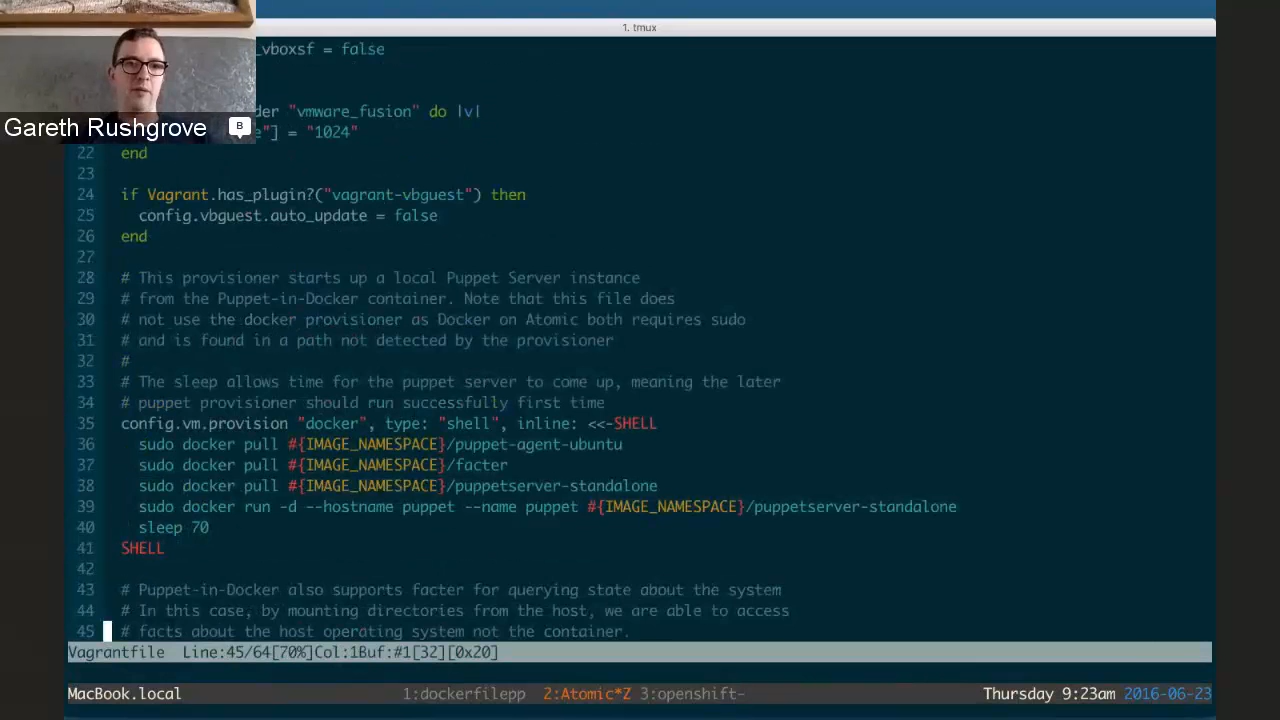 1. tmux
_vboxsf = false
der "vmware_fusion" do |v|
e"] = "1024"
22 end
23
24 if Vagrant.has_plugin?("vagrant-vbguest") then
25 config.vbguest.auto_update = false
26 end
27
28 # This provisioner starts up a local Puppet Server instance
29 # from the Puppet-in-Docker container. Note that this file does
30 # not use the docker provisioner as Docker on Atomic both requires sudo
31 # and is found in a path not detected by the provisioner
32 #
33 # The sleep allows time for the puppet server to come up, meaning the later
34 # puppet provisioner should run successfully first time
35 config.vm.provision "docker", type: "shell", inline: <<-SHELL
36 sudo docker pull #{IMAGE_NAMESPACE}/puppet-agent-ubuntu
37 sudo docker pull #{IMAGE_NAMESPACE}/facter
38 sudo docker pull #{IMAGE_NAMESPACE}/puppetserver-standalone
39 sudo docker run -d --hostname puppet --name puppet #{IMAGE_NAMESPACE}/puppetserver-standalone
40 sleep 70
41 SHELL
42
43 # Puppet-in-Docker also supports facter for querying state about the system
44 # In this case, by mounting directories from the host, we are able to access
45 # facts about the host operating system not the container.
Vagrantfile Line:45/64[70%]Col:1Buf:#1[32][0x20]
MacBook.local 1:dockerfilepp 2:Atomic*Z 3:openshift- Thursday 9:23am 2016-06-23
Gareth Rushgrove B